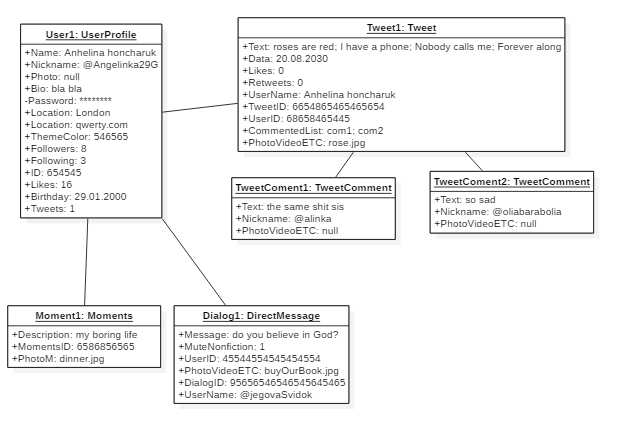 User1: UserProfile
+Name: Anhelina honcharuk
+Nickname: @Angelinka29G
+Photo: null
+Bio: bla bla
-Password: ********
+Location: London
+Location: qwerty.com
+ThemeColor: 546565
+Followers: 8
+Following: 3
+ID: 654545
+Likes: 16
+Birthday: 29.01.2000
+Tweets: 1
Tweet1: Tweet
+Text: roses are red; I have a phone; Nobody calls me; Forever along
+Data: 20.08.2030
+Likes: 0
+Retweets: 0
+UserName: Anhelina honcharuk
+TweetID: 6654865465465654
+UserID: 68658465445
+CommentedList: com1; com2
+PhotoVideoETC: rose.jpg
TweetComent1: TweetComment
+Text: the same shit sis
+Nickname: @alinka
+PhotoVideoETC: null
TweetComent2: TweetComment
+Text: so sad
+Nickname: @oliabarabolia
+PhotoVideoETC: null
Moment1: Moments
+Description: my boring life
+MomentsID: 6586856565
+PhotoM: dinner.jpg
Dialog1: DirectMessage
+Message: do you believe in God?
+MuteNonfiction: 1
+UserID: 45544554545454554
+PhotoVideoETC: buyOurBook.jpg
+DialogID: 95656546546545645465
+UserName: @jegovaSvidok